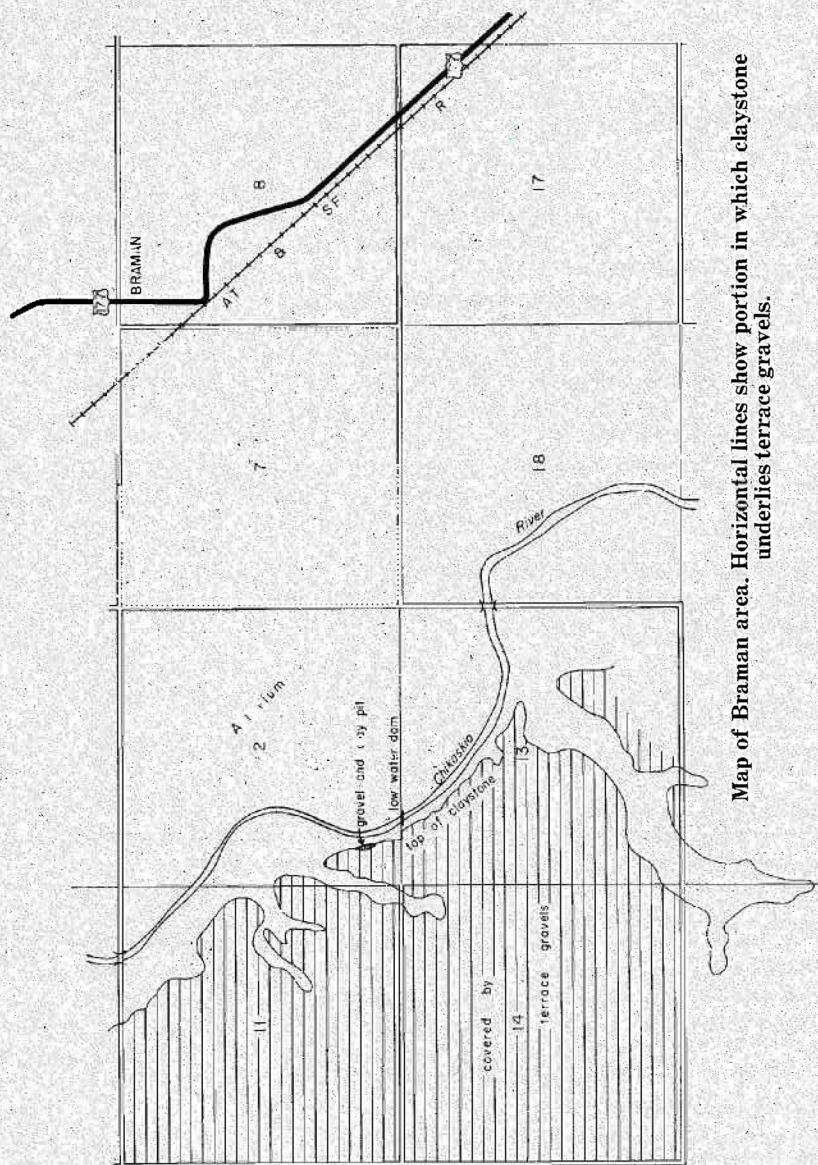 77
BRAMAN
8
AT & SF R
7
17
18
2
gravel and clay pit
low water dam
Chikaskia River
top of claystone
11
13
covered by
14
terrace gravels
Map of Braman area. Horizontal lines show portion in which claystone
underlies terrace gravels.